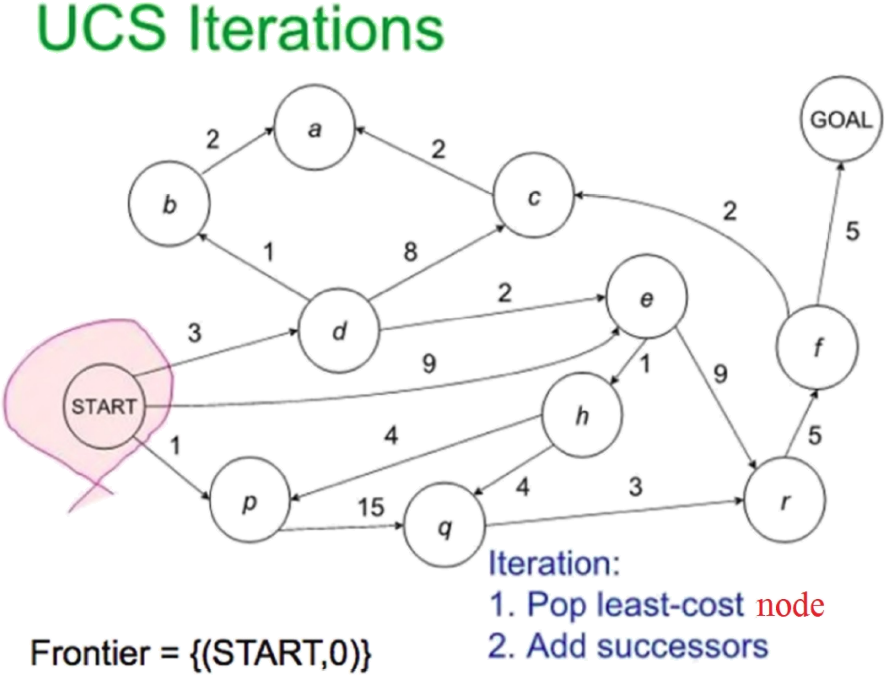 UCS Iterations
GOAL
a
2
2
c
b
2
5
1
8
e
2
d
f
3
9
1
9
START
h
1
4
5
4
3
p
15
q
r
Iteration:
1. Pop least-cost node
2. Add successors
Frontier = {(START,0)}